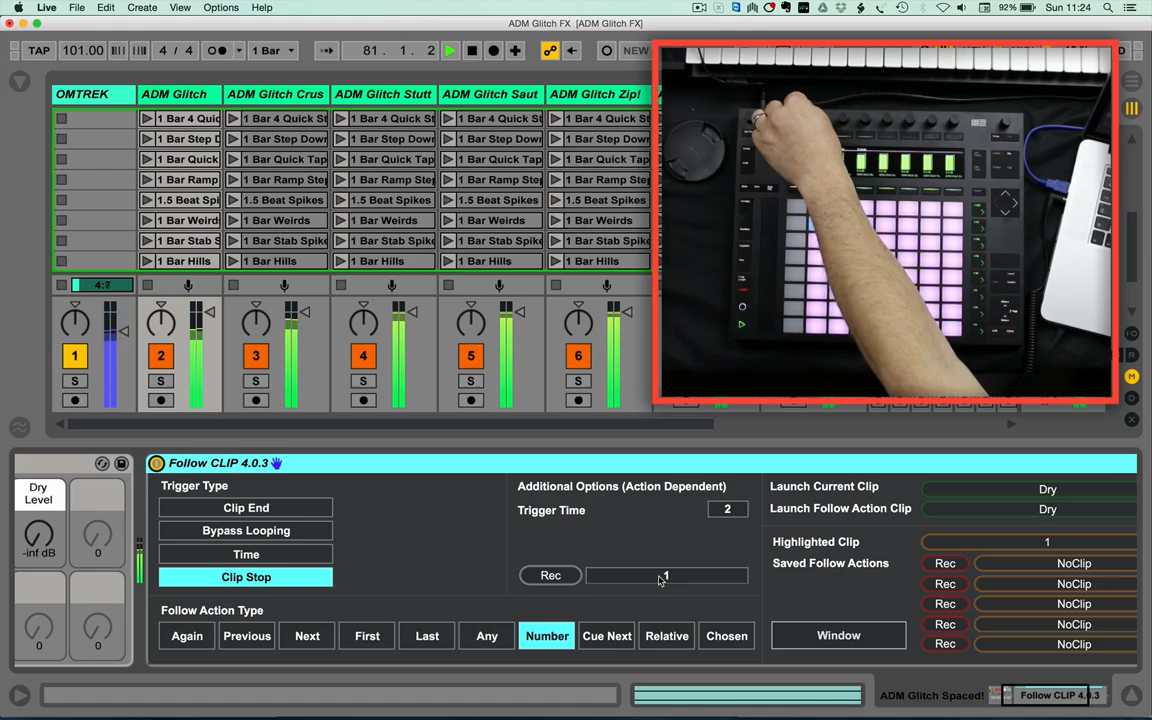 Live File Edit Create View Options Help 92% Sun 11:24
ADM Glitch FX [ADM Glitch FX]
TAP 101.00 4 / 4 1 Bar 81. 1. 2 NEW
OMTREK ADM Glitch ADM Glitch Crus ADM Glitch Stutt ADM Glitch Saut ADM Glitch Zip!
1 Bar 4 Quic 1 Bar 4 Quick St 1 Bar 4 Quick St 1 Bar 4 Quick St 1 Bar 4 Quick St
1 Bar Step D 1 Bar Step Down 1 Bar Step Down 1 Bar Step Down 1 Bar Step Down
1 Bar Quick 1 Bar Quick Tap 1 Bar Quick Tap 1 Bar Quick Tap 1 Bar Quick Tap
1 Bar Ramp 1 Bar Ramp Step 1 Bar Ramp Ste 1 Bar Ramp Ste 1 Bar Ramp Ste
1.5 Beat Spi 1.5 Beat Spikes 1.5 Beat Spikes 1.5 Beat Spikes 1.5 Beat Spikes
1 Bar Weirds 1 Bar Weirds 1 Bar Weirds 1 Bar Weirds 1 Bar Weirds
1 Bar Stab S 1 Bar Stab Spike 1 Bar Stab Spike 1 Bar Stab Spike 1 Bar Stab Spike
1 Bar Hills 1 Bar Hills 1 Bar Hills 1 Bar Hills 1 Bar Hills
1 2 3 4 5 6
S S S S S S
R
M
D
Follow CLIP 4.0.3
Dry Level
-inf dB 0
0 0
Trigger Type
Clip End
Bypass Looping
Time
Clip Stop
Additional Options (Action Dependent)
Trigger Time 2
Rec 1
Follow Action Type
Again Previous Next First Last Any Number Cue Next Relative Chosen
Launch Current Clip Dry
Launch Follow Action Clip Dry
Highlighted Clip 1
Saved Follow Actions Rec NoClip
Rec NoClip
Rec NoClip
Rec NoClip
Rec NoClip
Window
ADM Glitch Spaced! Follow CLIP 4.0.3